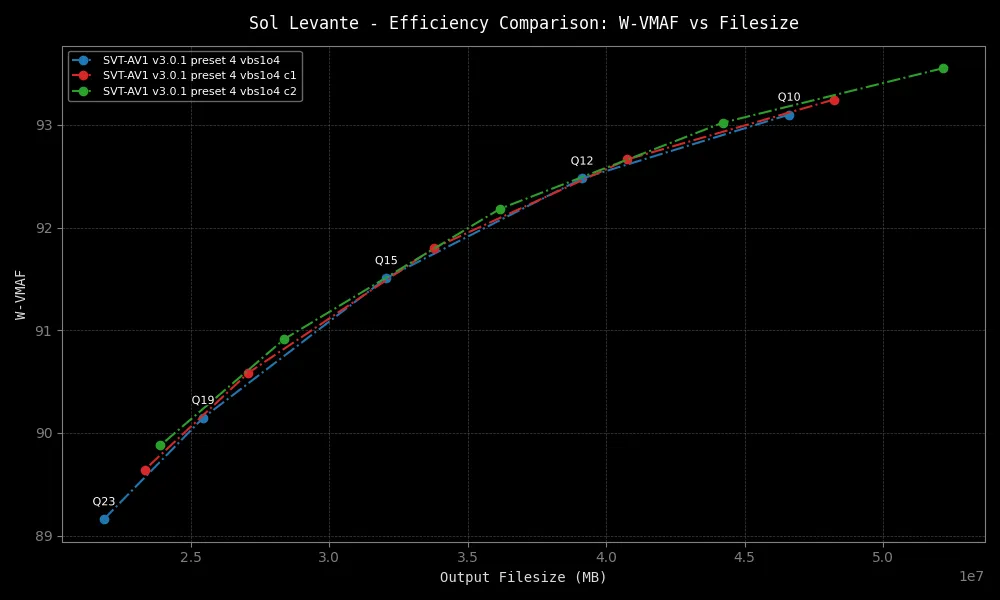 Sol Levante - Efficiency Comparison: W-VMAF vs Filesize
SVT-AV1 v3.0.1 preset 4 vbs1o4
SVT-AV1 v3.0.1 preset 4 vbs1o4 c1
SVT-AV1 v3.0.1 preset 4 vbs1o4 c2
Q10
Q12
Q15
Q19
Q23
93
92
91
90
89
W-VMAF
2.5 3.0 3.5 4.0 4.5 5.0
1e7
Output Filesize (MB)